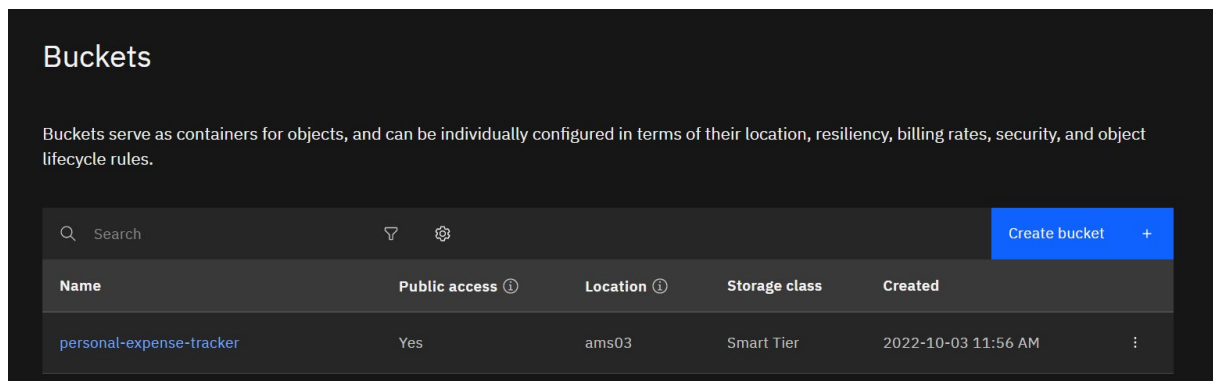 Buckets
Buckets serve as containers for objects, and can be individually configured in terms of their location, resiliency, billing rates, security, and object
lifecycle rules.
Search Create bucket +
Name Public access Location Storage class Created
personal-expense-tracker Yes ams03 Smart Tier 2022-10-03 11:56 AM